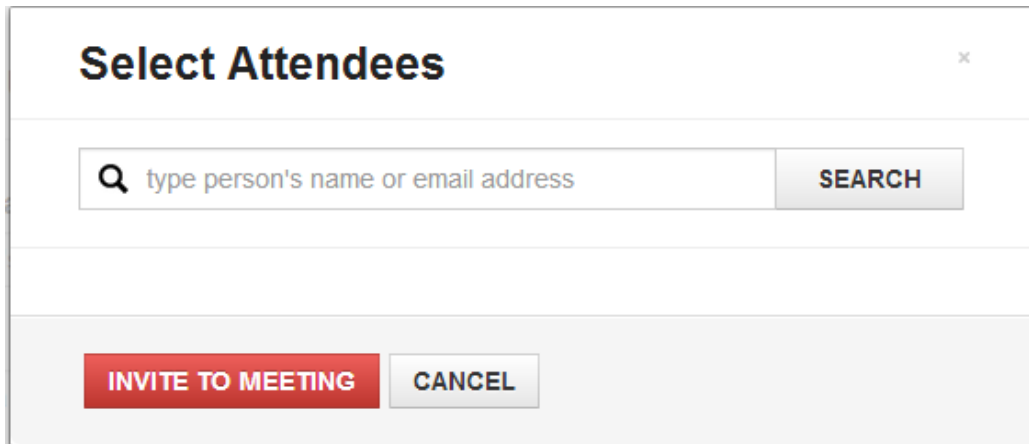 Select Attendees
×
type person's name or email address
SEARCH
INVITE TO MEETING
CANCEL